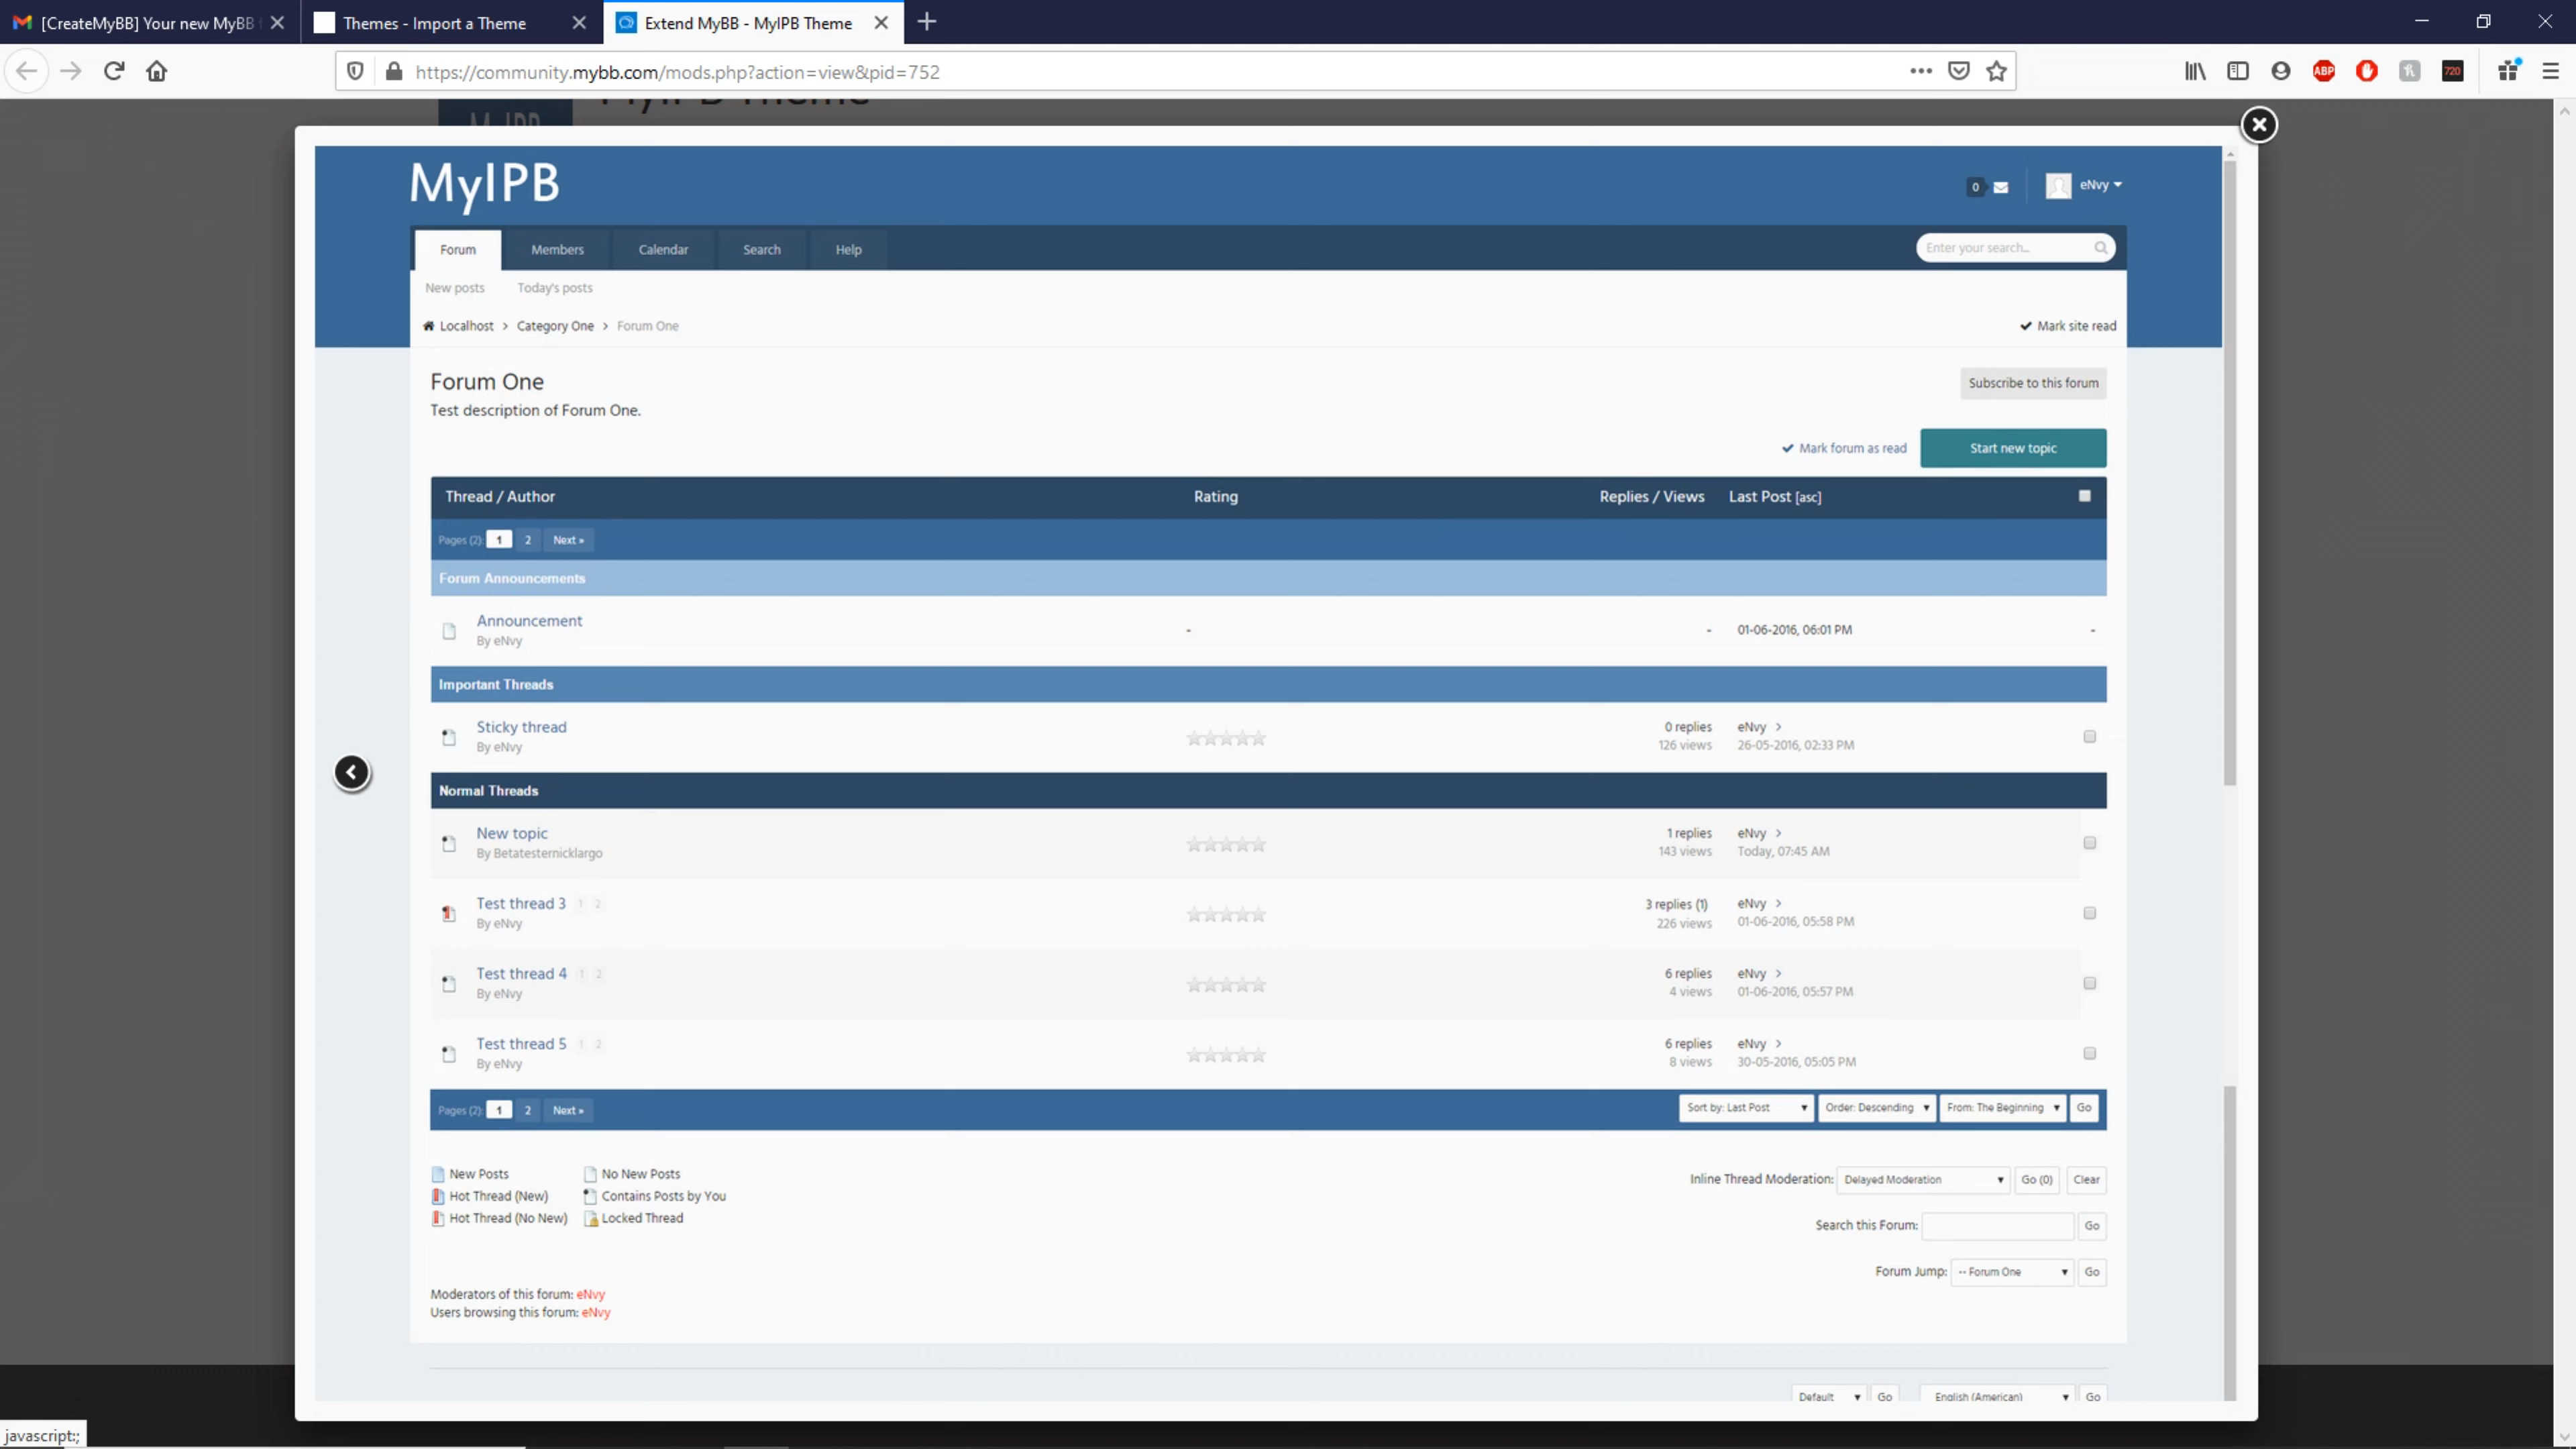 [CreateMyBB] Your new MyBB
Themes - Import a Theme
Extend MyBB - MyIPB Theme
https://community.mybb.com/mods.php?action=view&pid=752
ABP
720
MyIPB
0
eNvy
Forum
Members
Calendar
Search
Help
Enter your search...
New posts
Today's posts
Localhost > Category One > Forum One
Mark site read
Forum One
Subscribe to this forum
Test description of Forum One.
Mark forum as read
Start new topic
Thread / Author
Rating
Replies / Views
Last Post [asc]
Pages (2): 1 2 Next »
Forum Announcements
Announcement
By eNvy
-
-
01-06-2016, 06:01 PM
-
Important Threads
Sticky thread
By eNvy
0 replies
126 views
eNvy >
26-05-2016, 02:33 PM
Normal Threads
New topic
By Betatesternicklargo
1 replies
143 views
eNvy >
Today, 07:45 AM
Test thread 3 1 2
By eNvy
3 replies (1)
226 views
eNvy >
01-06-2016, 05:58 PM
Test thread 4 1 2
By eNvy
6 replies
4 views
eNvy >
01-06-2016, 05:57 PM
Test thread 5 1 2
By eNvy
6 replies
8 views
eNvy >
30-05-2016, 05:05 PM
Pages (2): 1 2 Next »
Sort by: Last Post
Order: Descending
From: The Beginning
Go
New Posts
No New Posts
Hot Thread (New)
Contains Posts by You
Hot Thread (No New)
Locked Thread
Inline Thread Moderation: Delayed Moderation Go (0) Clear
Search this Forum: Go
Forum Jump: -- Forum One Go
Moderators of this forum: eNvy
Users browsing this forum: eNvy
Default Go
English (American) Go
javascript:;